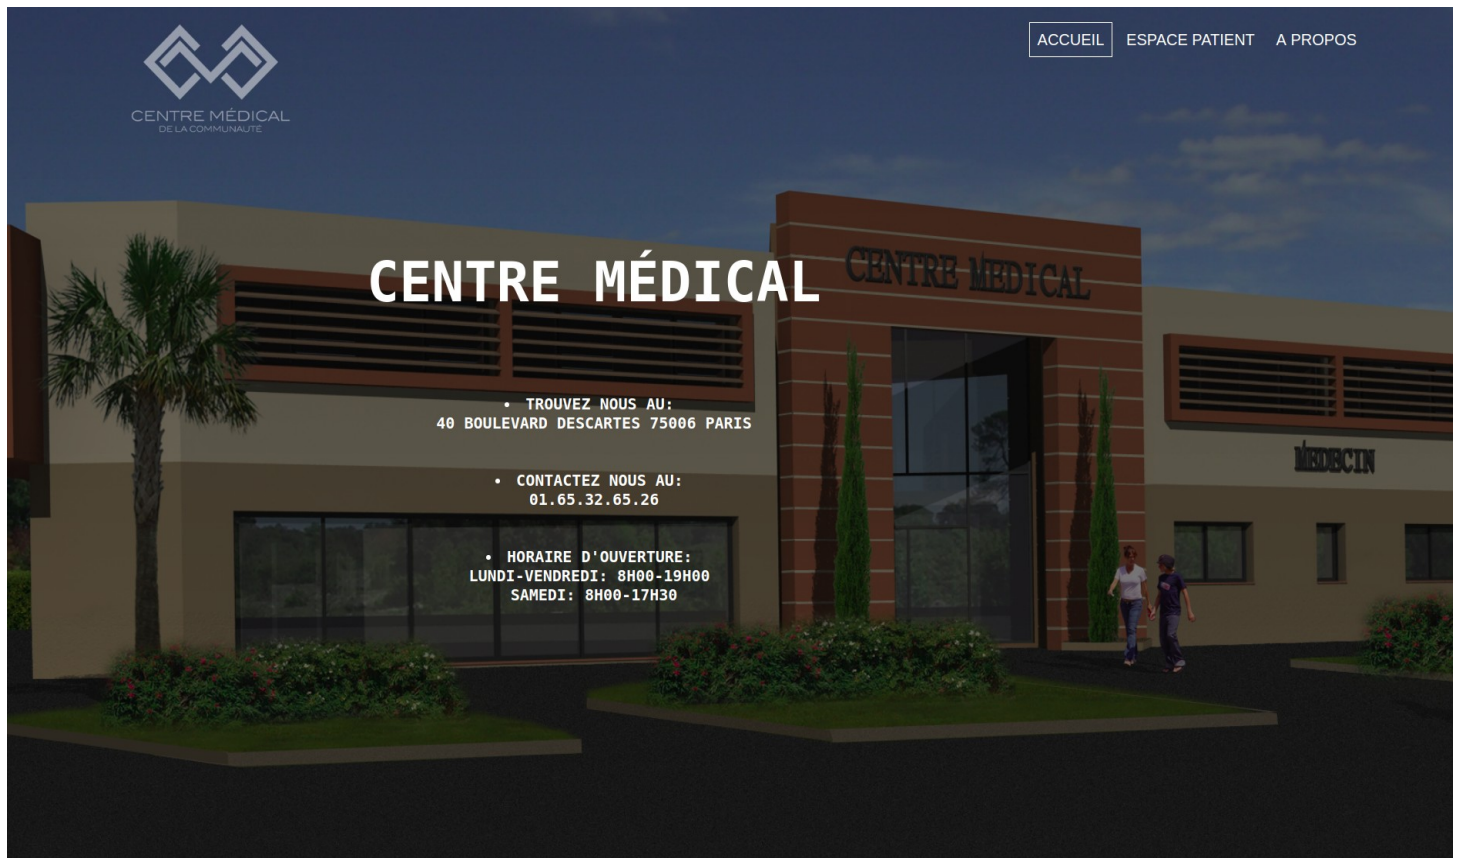 CENTRE MÉDICAL
DE LA COMMUNAUTÉ
ACCUEIL
ESPACE PATIENT
A PROPOS
CENTRE MEDICAL
CENTRE MÉDICAL
MEDECIN
• TROUVEZ NOUS AU:
40 BOULEVARD DESCARTES 75006 PARIS
• CONTACTEZ NOUS AU:
01.65.32.65.26
• HORAIRE D'OUVERTURE:
LUNDI-VENDREDI: 8H00-19H00
SAMEDI: 8H00-17H30